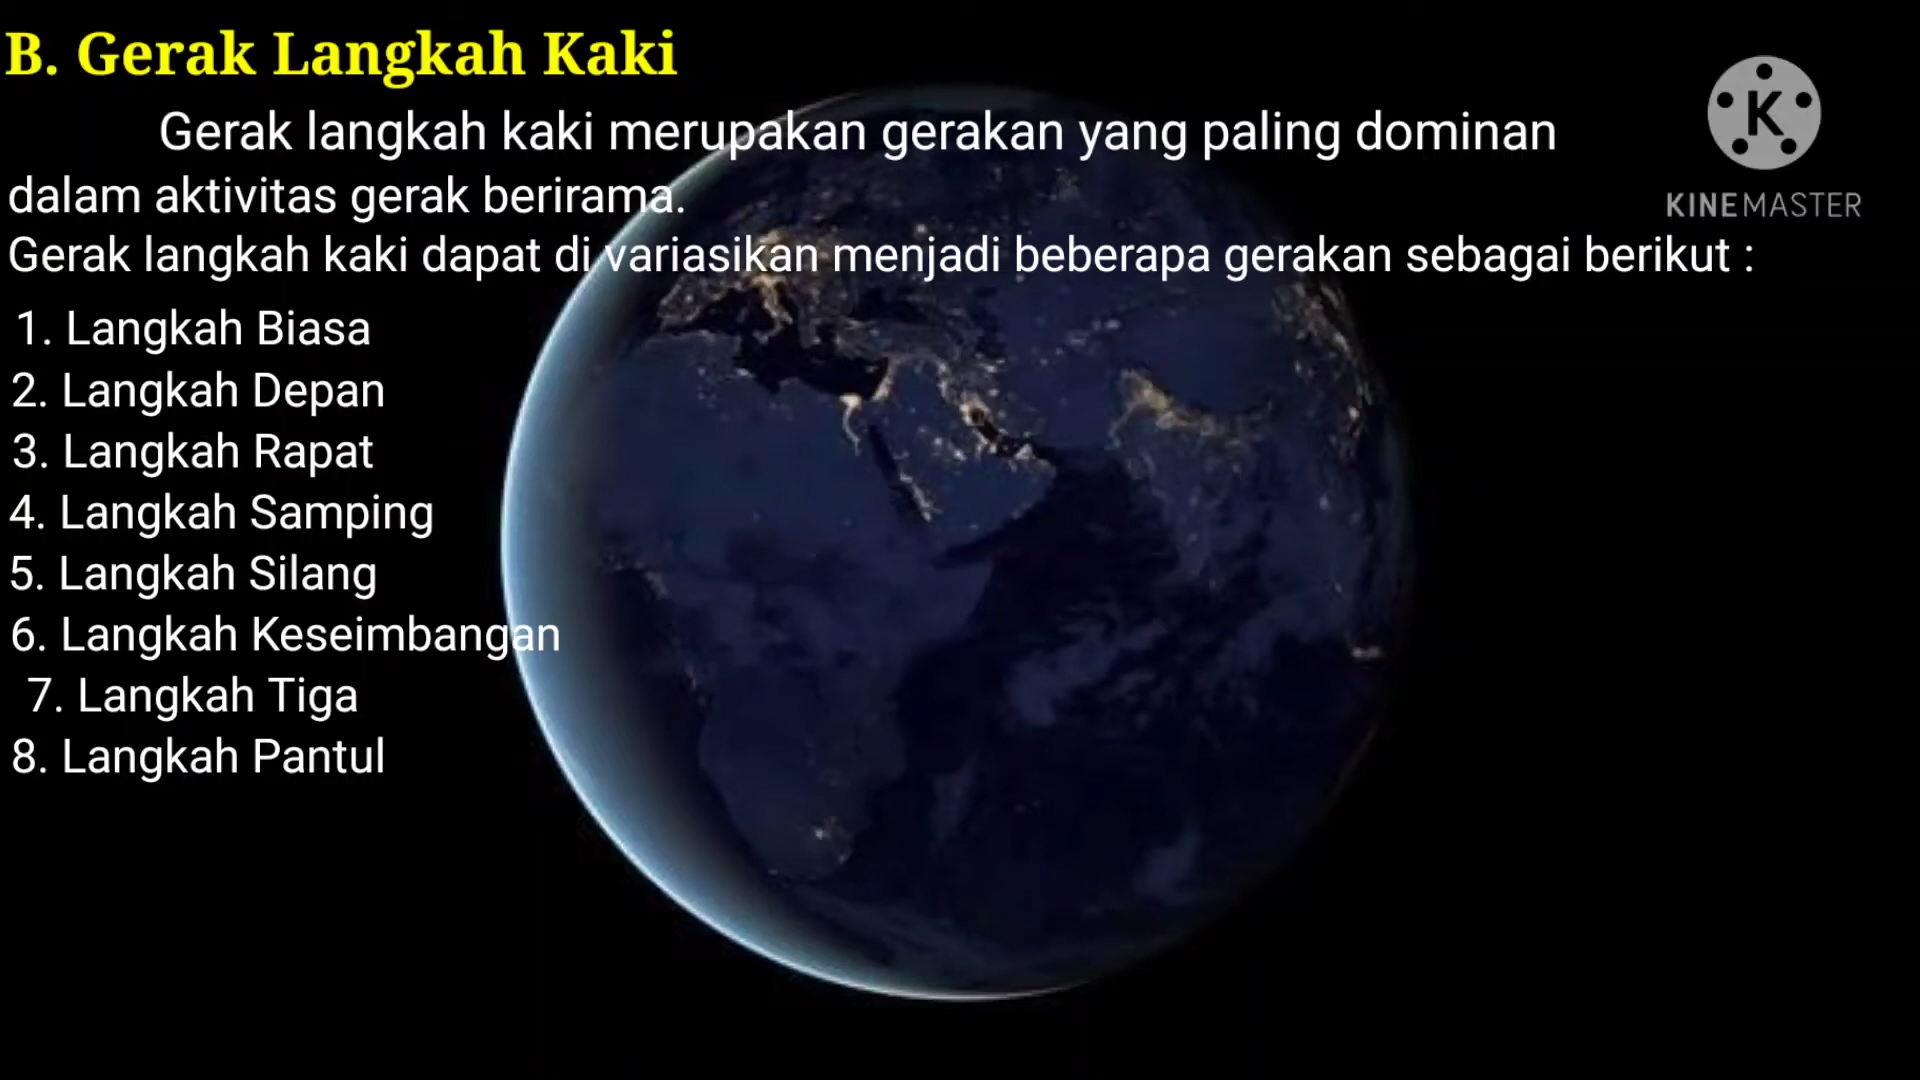 B. Gerak Langkah Kaki
Gerak langkah kaki merupakan gerakan yang paling dominan
dalam aktivitas gerak berirama.
Gerak langkah kaki dapat di variasikan menjadi beberapa gerakan sebagai berikut :
1. Langkah Biasa
2. Langkah Depan
3. Langkah Rapat
4. Langkah Samping
5. Langkah Silang
6. Langkah Keseimbangan
7. Langkah Tiga
8. Langkah Pantul
K
KINEMASTER